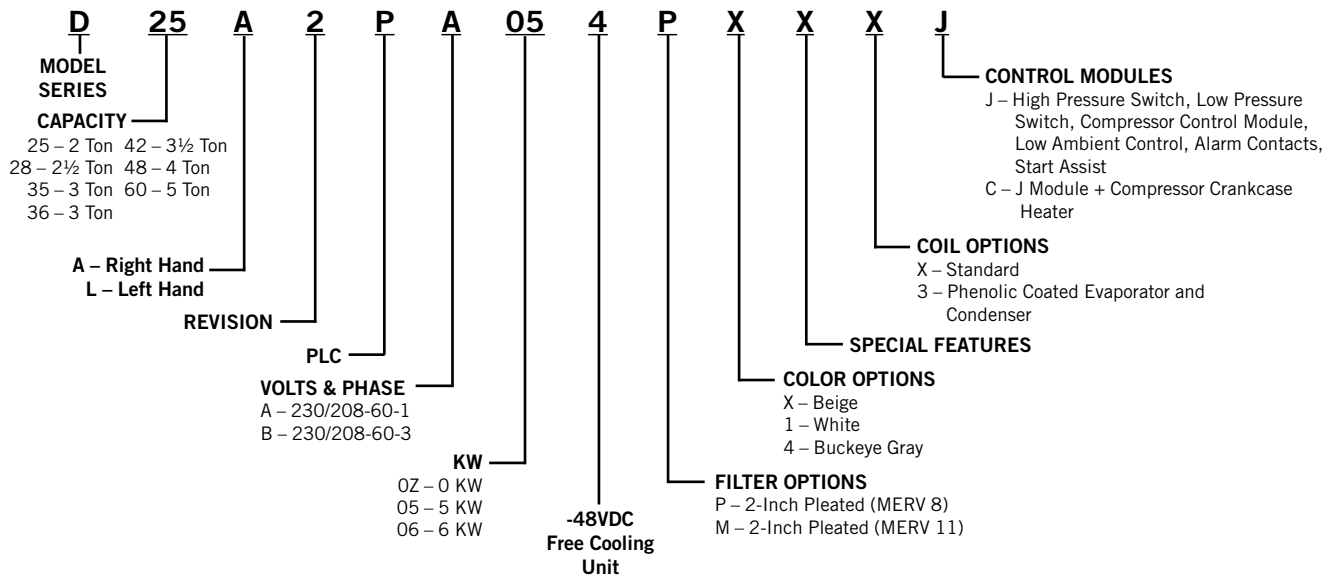 D 25 A 2 P A 05 4 P X X X J
MODEL
SERIES
CAPACITY
25 – 2 Ton 42 – 3½ Ton
28 – 2½ Ton 48 – 4 Ton
35 – 3 Ton 60 – 5 Ton
36 – 3 Ton
A – Right Hand
L – Left Hand
REVISION
PLC
VOLTS & PHASE
A – 230/208-60-1
B – 230/208-60-3
KW
0Z – 0 KW
05 – 5 KW
06 – 6 KW
-48VDC
Free Cooling
Unit
FILTER OPTIONS
P – 2-Inch Pleated (MERV 8)
M – 2-Inch Pleated (MERV 11)
COLOR OPTIONS
X – Beige
1 – White
4 – Buckeye Gray
SPECIAL FEATURES
COIL OPTIONS
X – Standard
3 – Phenolic Coated Evaporator and
Condenser
CONTROL MODULES
J – High Pressure Switch, Low Pressure
Switch, Compressor Control Module,
Low Ambient Control, Alarm Contacts,
Start Assist
C – J Module + Compressor Crankcase
Heater